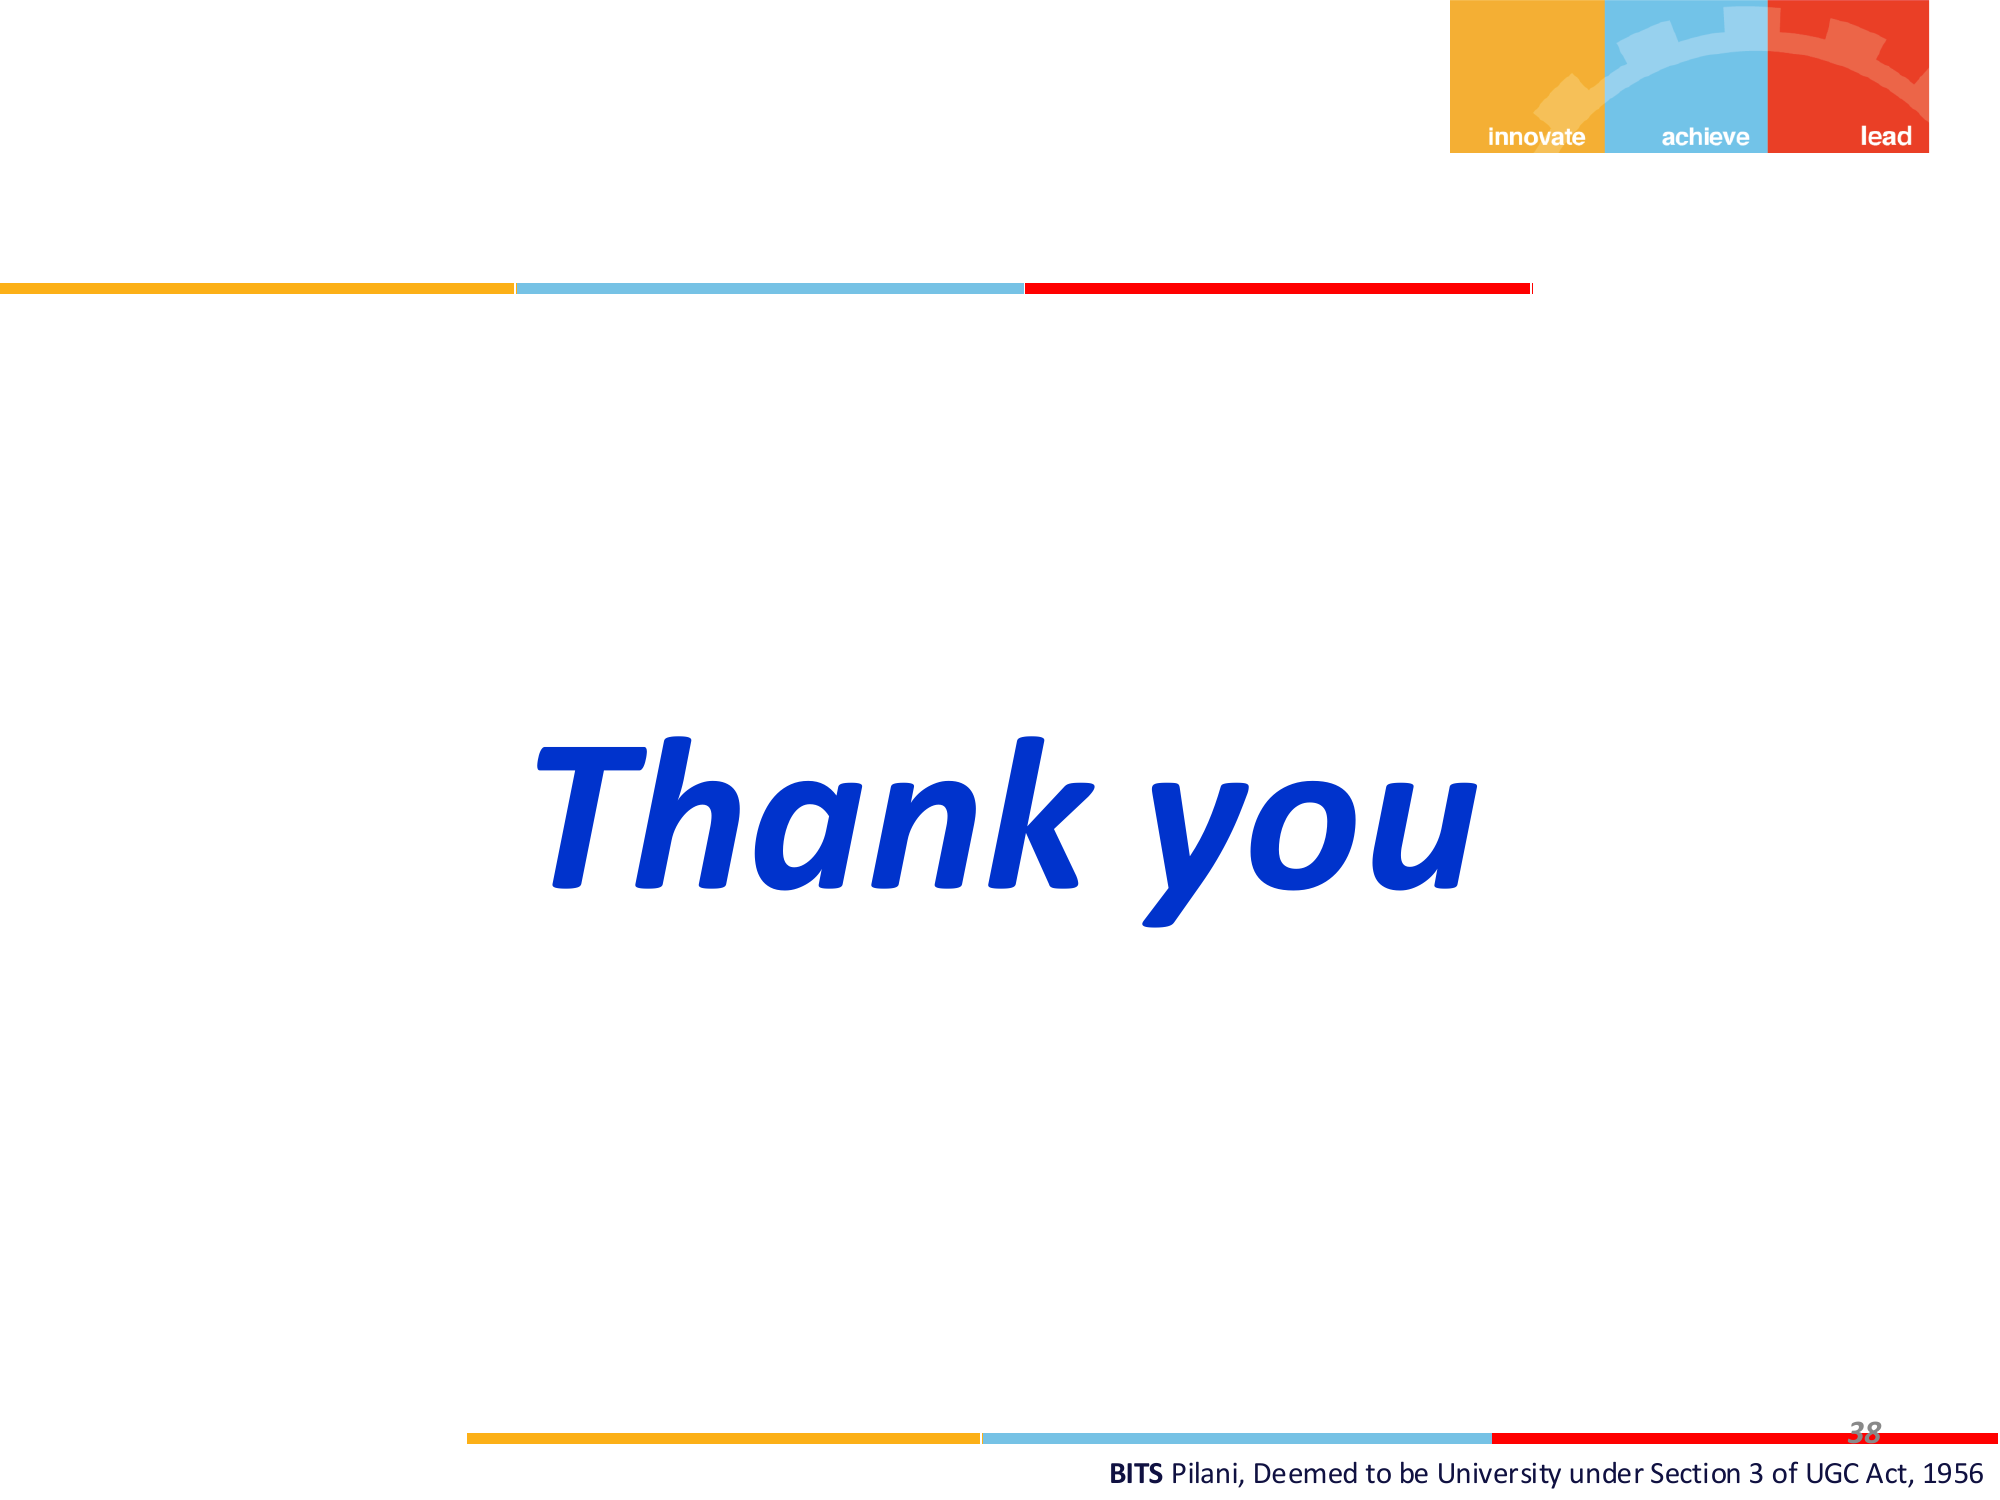 innovate achieve lead
Thank you
38
BITS Pilani, Deemed to be University under Section 3 of UGC Act, 1956